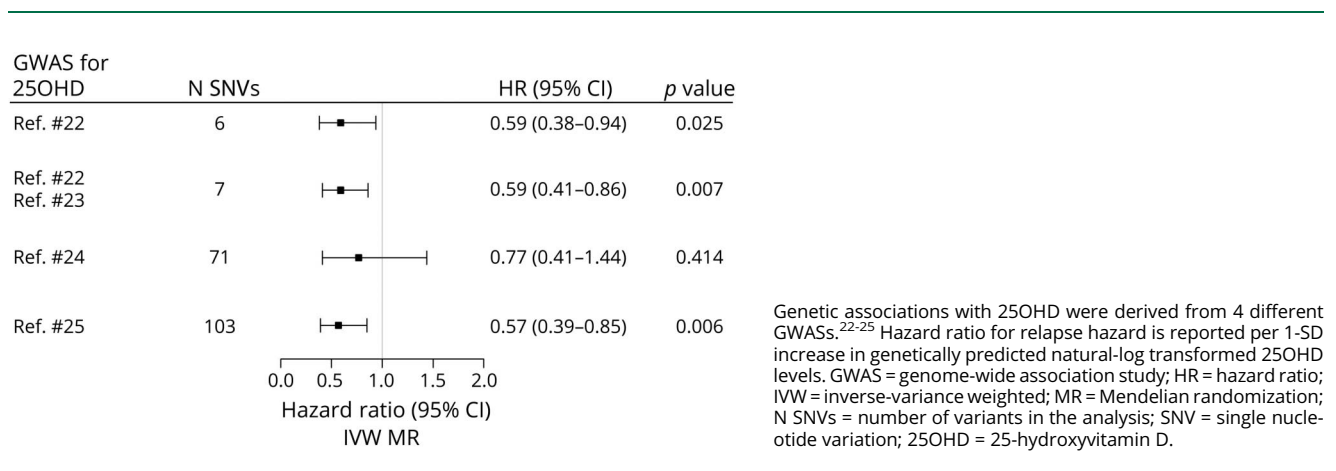 GWAS for
25OHD N SNVs HR (95% CI) p value
Ref. #22 6 0.59 (0.38–0.94) 0.025
Ref. #22
Ref. #23 7 0.59 (0.41–0.86) 0.007
Ref. #24 71 0.77 (0.41–1.44) 0.414
Ref. #25 103 0.57 (0.39–0.85) 0.006
0.0 0.5 1.0 1.5 2.0
Hazard ratio (95% CI)
IVW MR
Genetic associations with 25OHD were derived from 4 different
GWASs.22-25 Hazard ratio for relapse hazard is reported per 1-SD
increase in genetically predicted natural-log transformed 25OHD
levels. GWAS = genome-wide association study; HR = hazard ratio;
IVW = inverse-variance weighted; MR = Mendelian randomization;
N SNVs = number of variants in the analysis; SNV = single nucle-
otide variation; 25OHD = 25-hydroxyvitamin D.